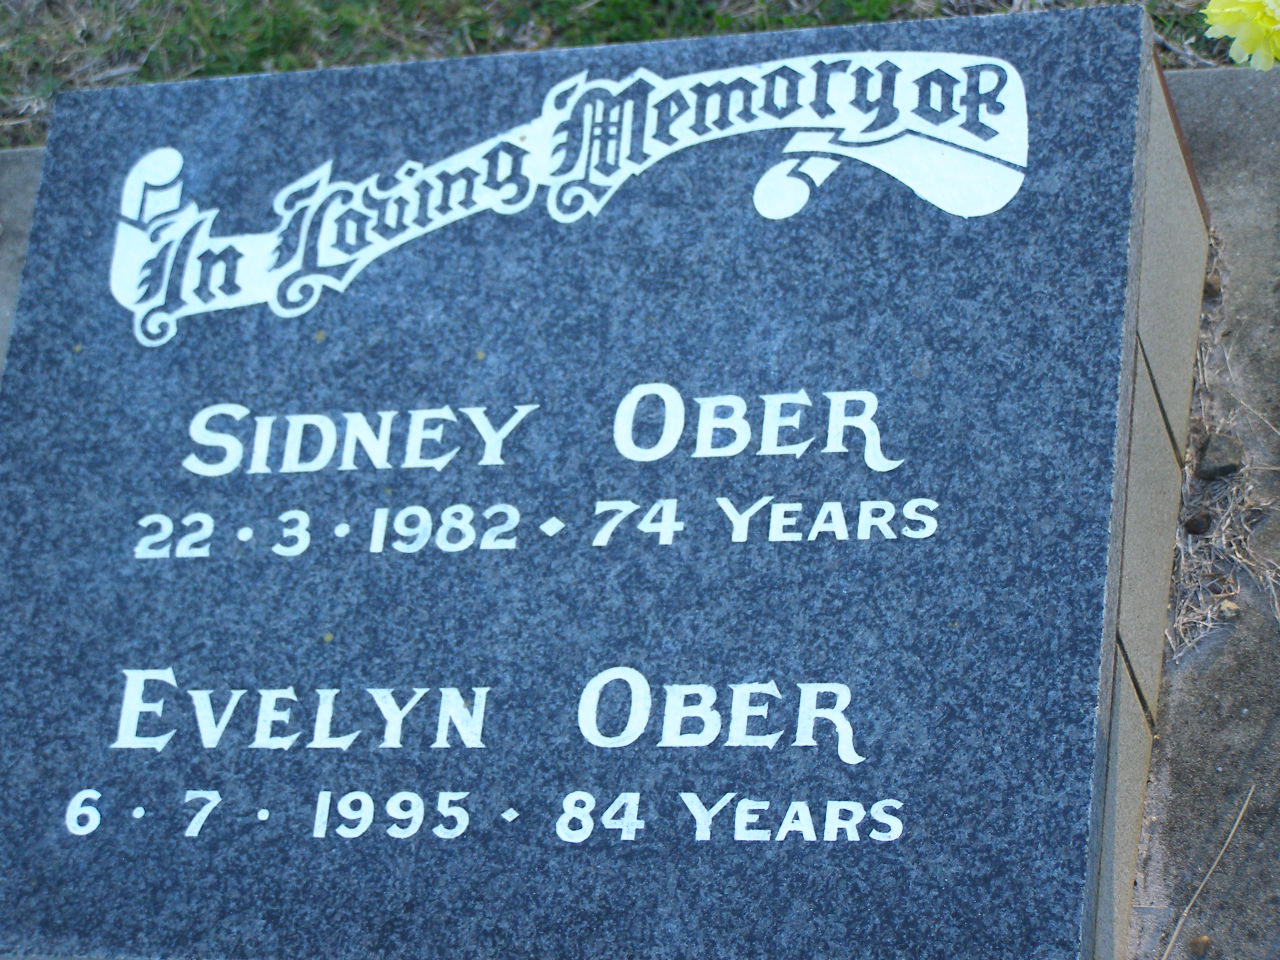 In Loving Memory of
SIDNEY OBER
22 · 3 · 1982 · 74 YEARS
EVELYN OBER
6 · 7 · 1995 · 84 YEARS